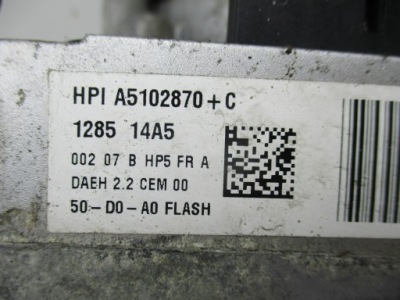 HPI A5102870+C
1285 14A5
002 07 B HP5 FR A
DAEH 2.2 CEM 00
50-D0-A0 FLASH